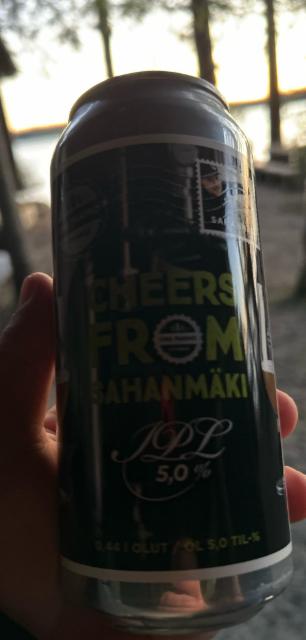 CHEERS
FROM
SAHANMÄKI
IPL
5,0 %
0,44 l OLUT / ÖL 5,0 TIL-%